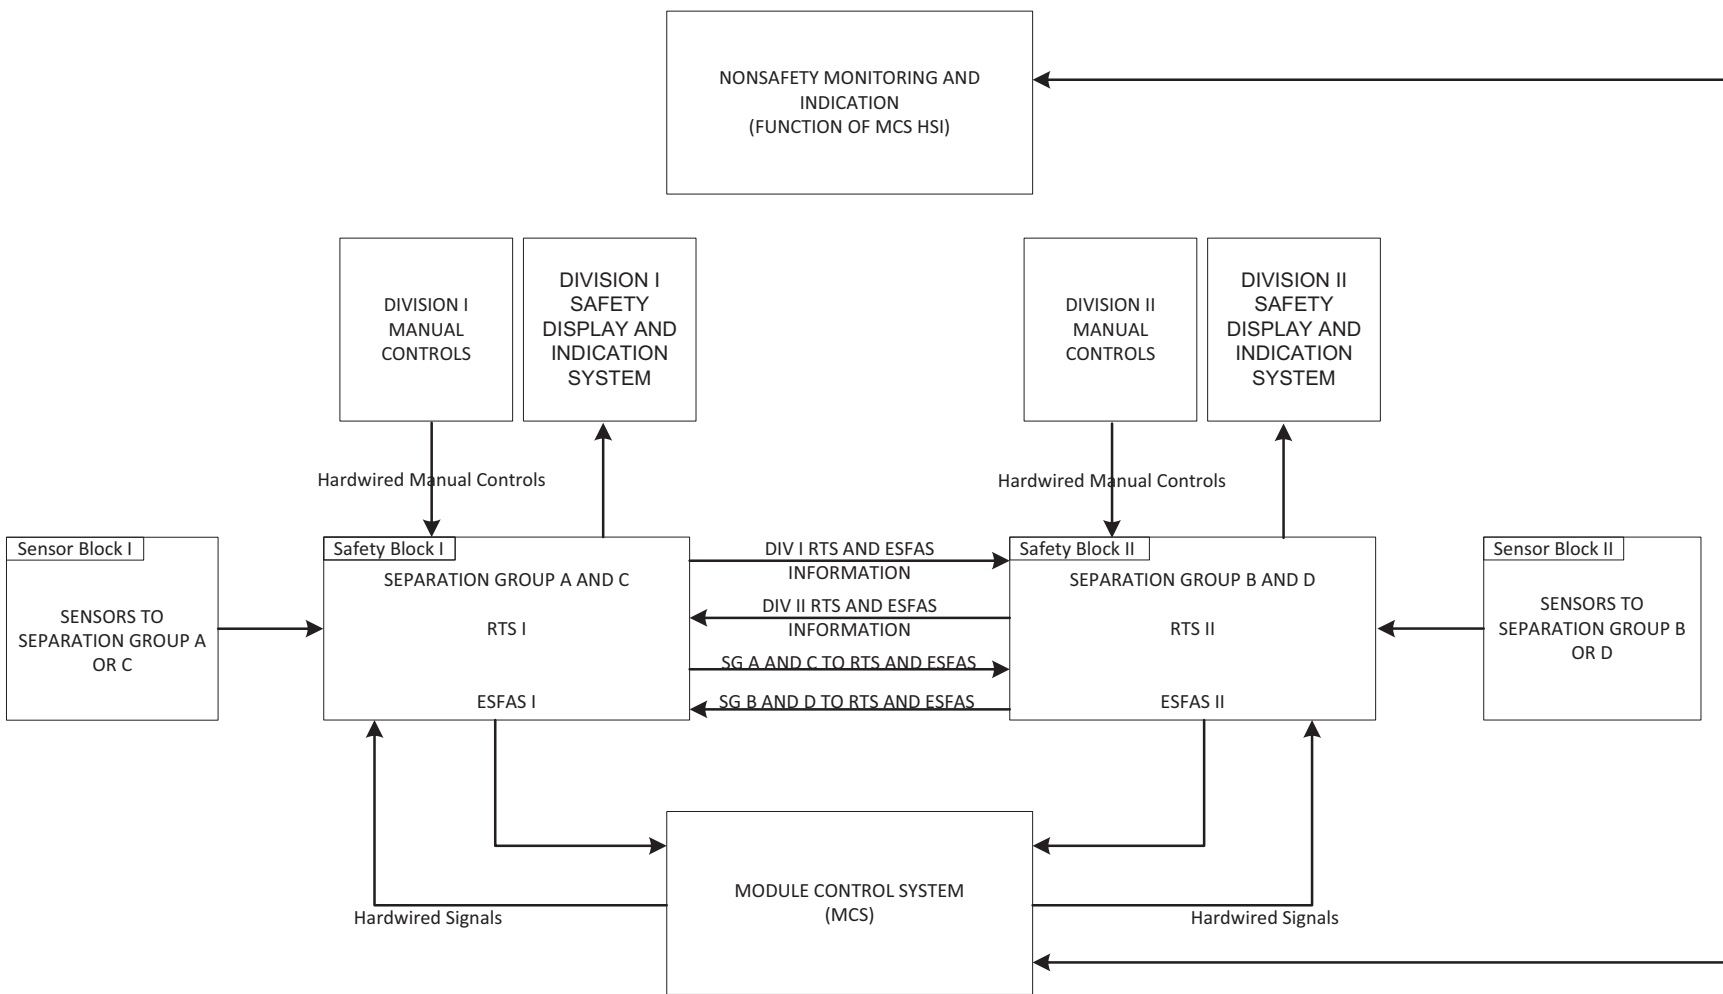 NONSAFETY MONITORING AND
INDICATION
(FUNCTION OF MCS HSI)
DIVISION I
MANUAL
CONTROLS
DIVISION I
SAFETY
DISPLAY AND
INDICATION
SYSTEM
DIVISION II
MANUAL
CONTROLS
DIVISION II
SAFETY
DISPLAY AND
INDICATION
SYSTEM
Hardwired Manual Controls
Hardwired Manual Controls
Sensor Block I
SENSORS TO
SEPARATION GROUP A
OR C
Safety Block I
SEPARATION GROUP A AND C
RTS I
ESFAS I
DIV I RTS AND ESFAS
INFORMATION
DIV II RTS AND ESFAS
INFORMATION
SG A AND C TO RTS AND ESFAS
SG B AND D TO RTS AND ESFAS
Safety Block II
SEPARATION GROUP B AND D
RTS II
ESFAS II
Sensor Block II
SENSORS TO
SEPARATION GROUP B
OR D
MODULE CONTROL SYSTEM
(MCS)
Hardwired Signals
Hardwired Signals